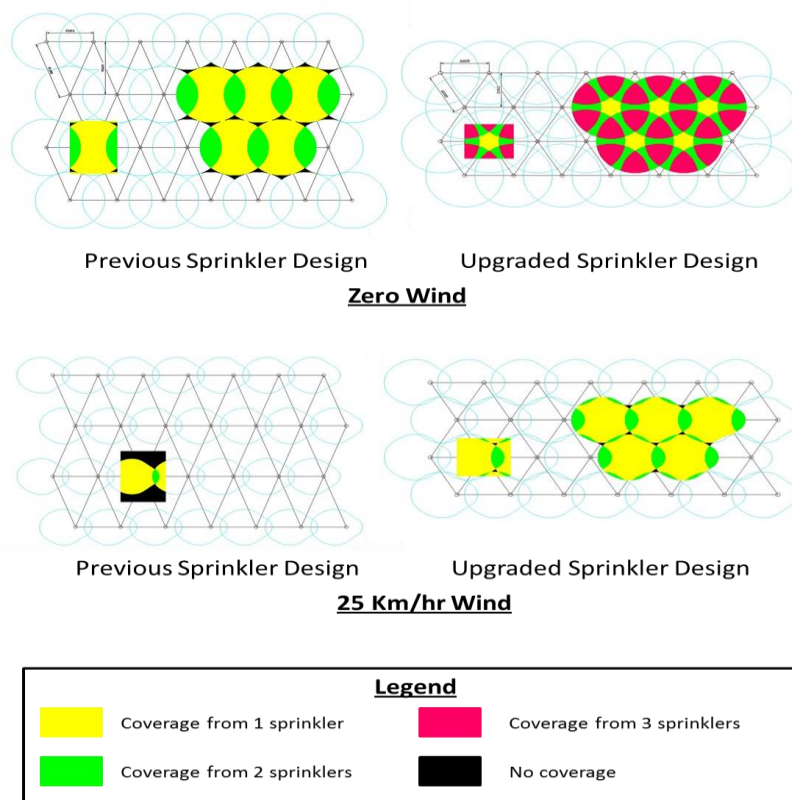 Previous Sprinkler Design
Upgraded Sprinkler Design
Zero Wind
Previous Sprinkler Design
Upgraded Sprinkler Design
25 Km/hr Wind
Legend
Coverage from 1 sprinkler
Coverage from 3 sprinklers
Coverage from 2 sprinklers
No coverage